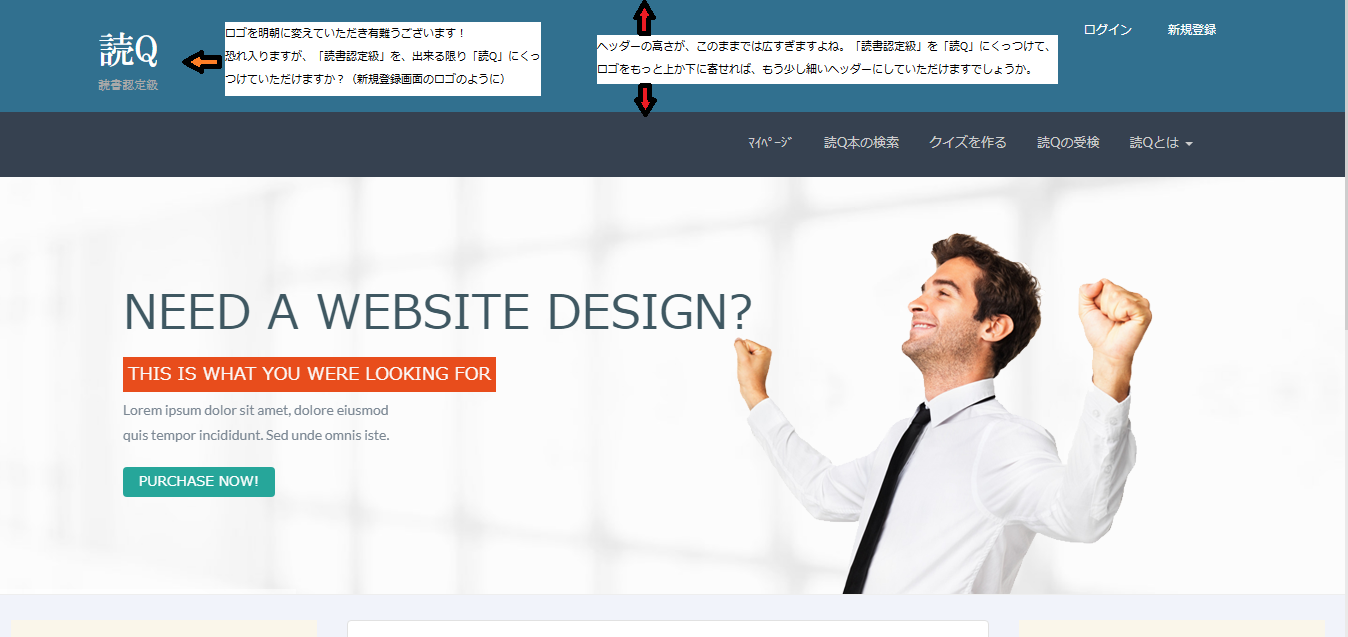 読Q
読書認定級
ロゴを明朝に変えていただき有難うございます！
恐れ入りますが、「読書認定級」を、出来る限り「読Q」にくっ
つけていただけますか？（新規登録画面のロゴのように）
ヘッダーの高さが、このままでは広すぎますよね。「読書認定級」を「読Q」にくっつけて、
ロゴをもっと上か下に寄せれば、もう少し細いヘッダーにしていただけますでしょうか。
ログイン 新規登録
ﾏｲﾍﾟｰｼﾞ 読Q本の検索 クイズを作る 読Qの受検 読Qとは
NEED A WEBSITE DESIGN?
THIS IS WHAT YOU WERE LOOKING FOR
Lorem ipsum dolor sit amet, dolore eiusmod
quis tempor incididunt. Sed unde omnis iste.
PURCHASE NOW!